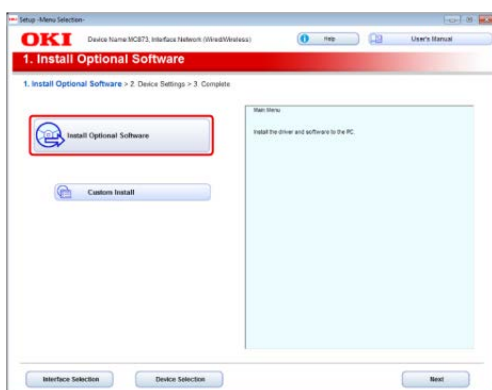 Setup -Menu Selection-
OKI Device Name:MC873, Interface:Network (Wired/Wireless) Help User's Manual
1. Install Optional Software
1. Install Optional Software > 2. Device Settings > 3. Complete
Main Menu
Install the driver and software to the PC.
Install Optional Software
Custom Install
Interface Selection Device Selection Next